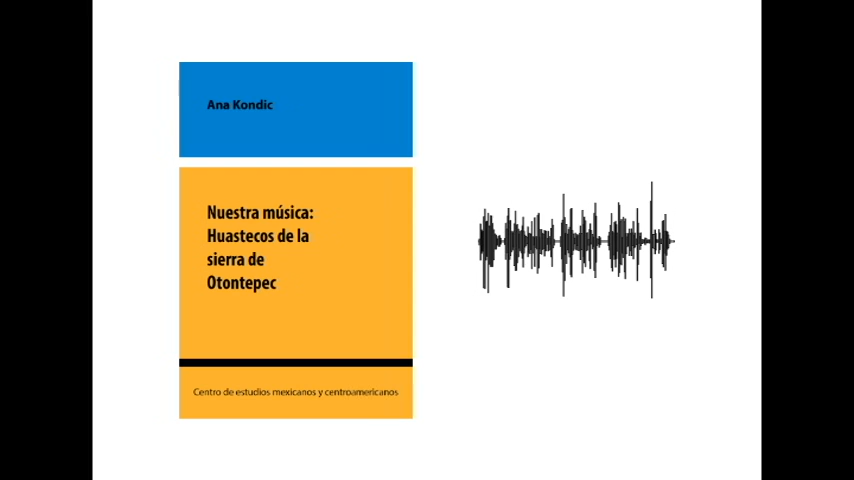 Ana Kondic
Nuestra música:
Huastecos de la
sierra de
Otontepec
Centro de estudios mexicanos y centroamericanos